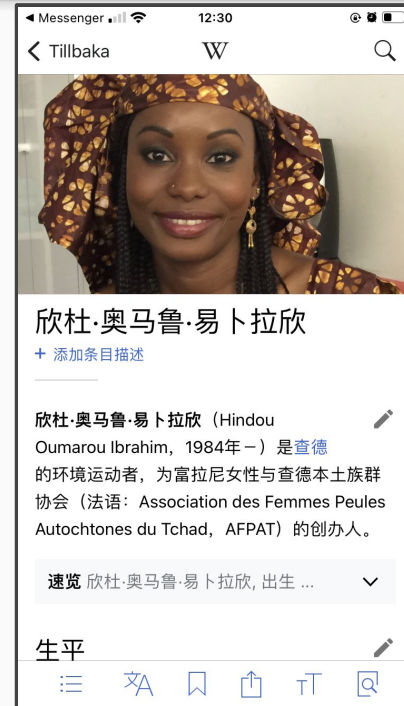 Messenger
12:30
Tillbaka
W
欣杜·奥马鲁·易卜拉欣
+ 添加条目描述
欣杜·奥马鲁·易卜拉欣（Hindou
Oumarou Ibrahim，1984年－）是查德
的环境运动者，为富拉尼女性与查德本土族群
协会（法语：Association des Femmes Peules
Autochtones du Tchad，AFPAT）的创办人。
速览 欣杜·奥马鲁·易卜拉欣, 出生 ...
生平
文A
TT